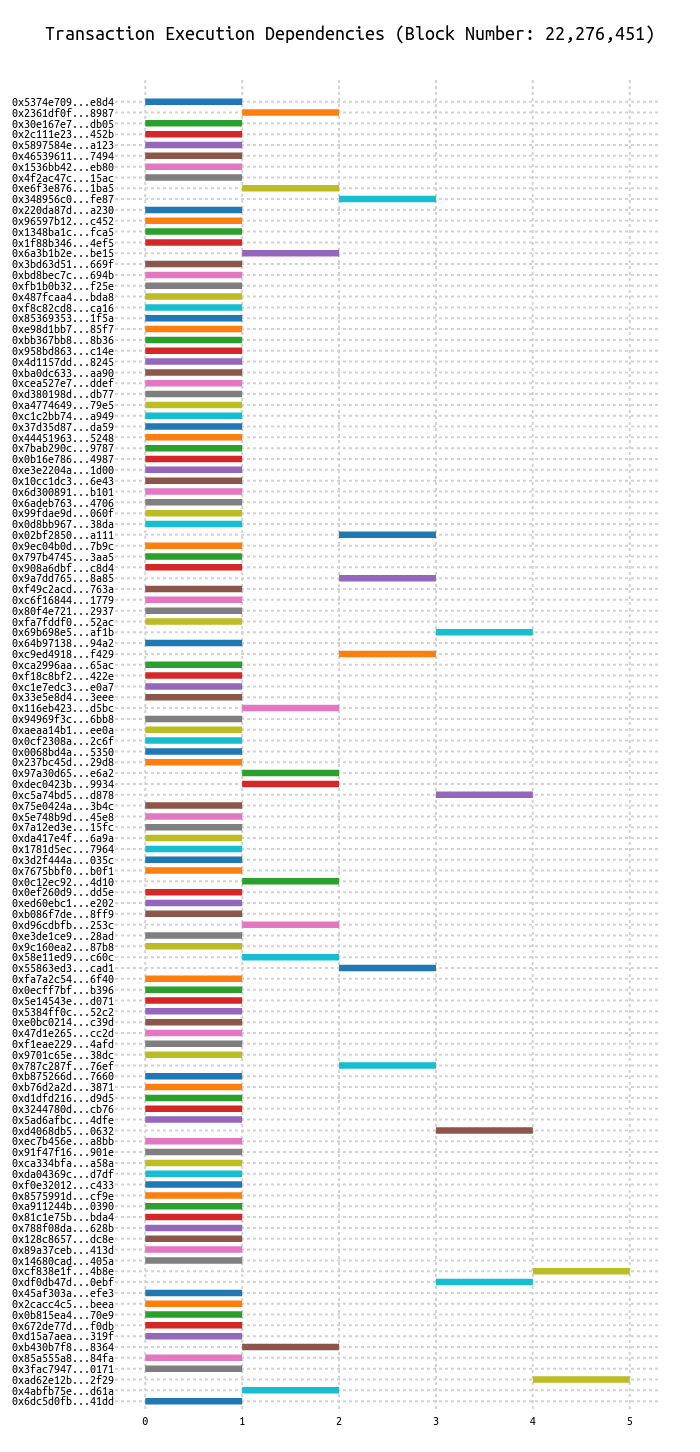 Transaction Execution Dependencies (Block Number: 22,276,451)
0x5374e709...e8d4
0x2361df0f...8987
0x30e167e7...db05
0x2c111e23...452b
0x5897584e...a123
0x46539611...7494
0x1536bb42...eb80
0x4f2ac47c...15ac
0xe6f3e876...1ba5
0x348956c0...fe87
0x220da87d...a230
0x96597b12...c452
0x1348ba1c...fca5
0x1f88b346...4ef5
0x6a3b1b2e...be15
0x3bd63d51...669f
0xbd8bec7c...694b
0xfb1b0b32...f25e
0x487fcaa4...bda8
0xf8c82cd8...ca16
0x85369353...1f5a
0xe98d1bb7...85f7
0xbb367bb8...8b36
0x958bd863...c14e
0x4d1157dd...8245
0xba0dc633...aa90
0xcea527e7...ddef
0xd380198d...db77
0xa4774649...79e5
0xc1c2bb74...a949
0x37d35d87...da59
0x44451963...5248
0x7bab290c...9787
0x0b16e786...4987
0xe3e2204a...1d00
0x10cc1dc3...6e43
0x6d300891...b101
0x6adeb763...4706
0x99fdae9d...060f
0x0d8bb967...38da
0x02bf2850...a111
0x9ec04b0d...7b9c
0x797b4745...3aa5
0x908a6dbf...c8d4
0x9a7dd765...8a85
0xf49c2acd...763a
0xc6f16844...1779
0x80f4e721...2937
0xfa7fddf0...52ac
0x69b698e5...af1b
0x64b97138...94a2
0xc9ed4918...f429
0xca2996aa...65ac
0xf18c8bf2...422e
0xc1e7edc3...e0a7
0x33e5e8d4...3eee
0x116eb423...d5bc
0x94969f3c...6bb8
0xaeaa14b1...ee0a
0x0cf2308a...2c6f
0x0068bd4a...5350
0x237bc45d...29d8
0x97a30d65...e6a2
0xdec0423b...9934
0xc5a74bd5...d878
0x75e0424a...3b4c
0x5e748b9d...45e8
0x7a12ed3e...15fc
0xda417e4f...6a9a
0x1781d5ec...7964
0x3d2f444a...035c
0x7675bbf0...b0f1
0x0c12ec92...4d10
0x0ef260d9...dd5e
0xed60ebc1...e202
0xb086f7de...8ff9
0xd96cdbfb...253c
0xe3de1ce9...28ad
0x9c160ea2...87b8
0x58e11ed9...c60c
0x55863ed3...cad1
0xfa7a2c54...6f40
0x0ecff7bf...b396
0x5e14543e...d071
0x5384ff0c...52c2
0xe0bc0214...c39d
0x47d1e265...cc2d
0xf1eae229...4afd
0x9701c65e...38dc
0x787c287f...76ef
0xb875266d...7660
0xb76d2a2d...3871
0xd1dfd216...d9d5
0x3244780d...cb76
0x5ad6afbc...4dfe
0xd4068db5...0632
0xec7b456e...a8bb
0x91f47f16...901e
0xca334bfa...a58a
0xda04369c...d7df
0xf0e32012...c433
0x8575991d...cf9e
0xa911244b...0390
0x81c1e75b...bda4
0x788f08da...628b
0x128c8657...dc8e
0x89a37ceb...413d
0x14680cad...405a
0xcf838e1f...4b8e
0xdf0db47d...0ebf
0x45af303a...efe3
0x2cacc4c5...beea
0x0b815ea4...70e9
0x672de77d...f0db
0xd15a7aea...319f
0xb430b7f8...8364
0x85a555a8...84fa
0x3fac7947...0171
0xad62e12b...2f29
0x4abfb75e...d61a
0x6dc5d0fb...41dd
0 1 2 3 4 5